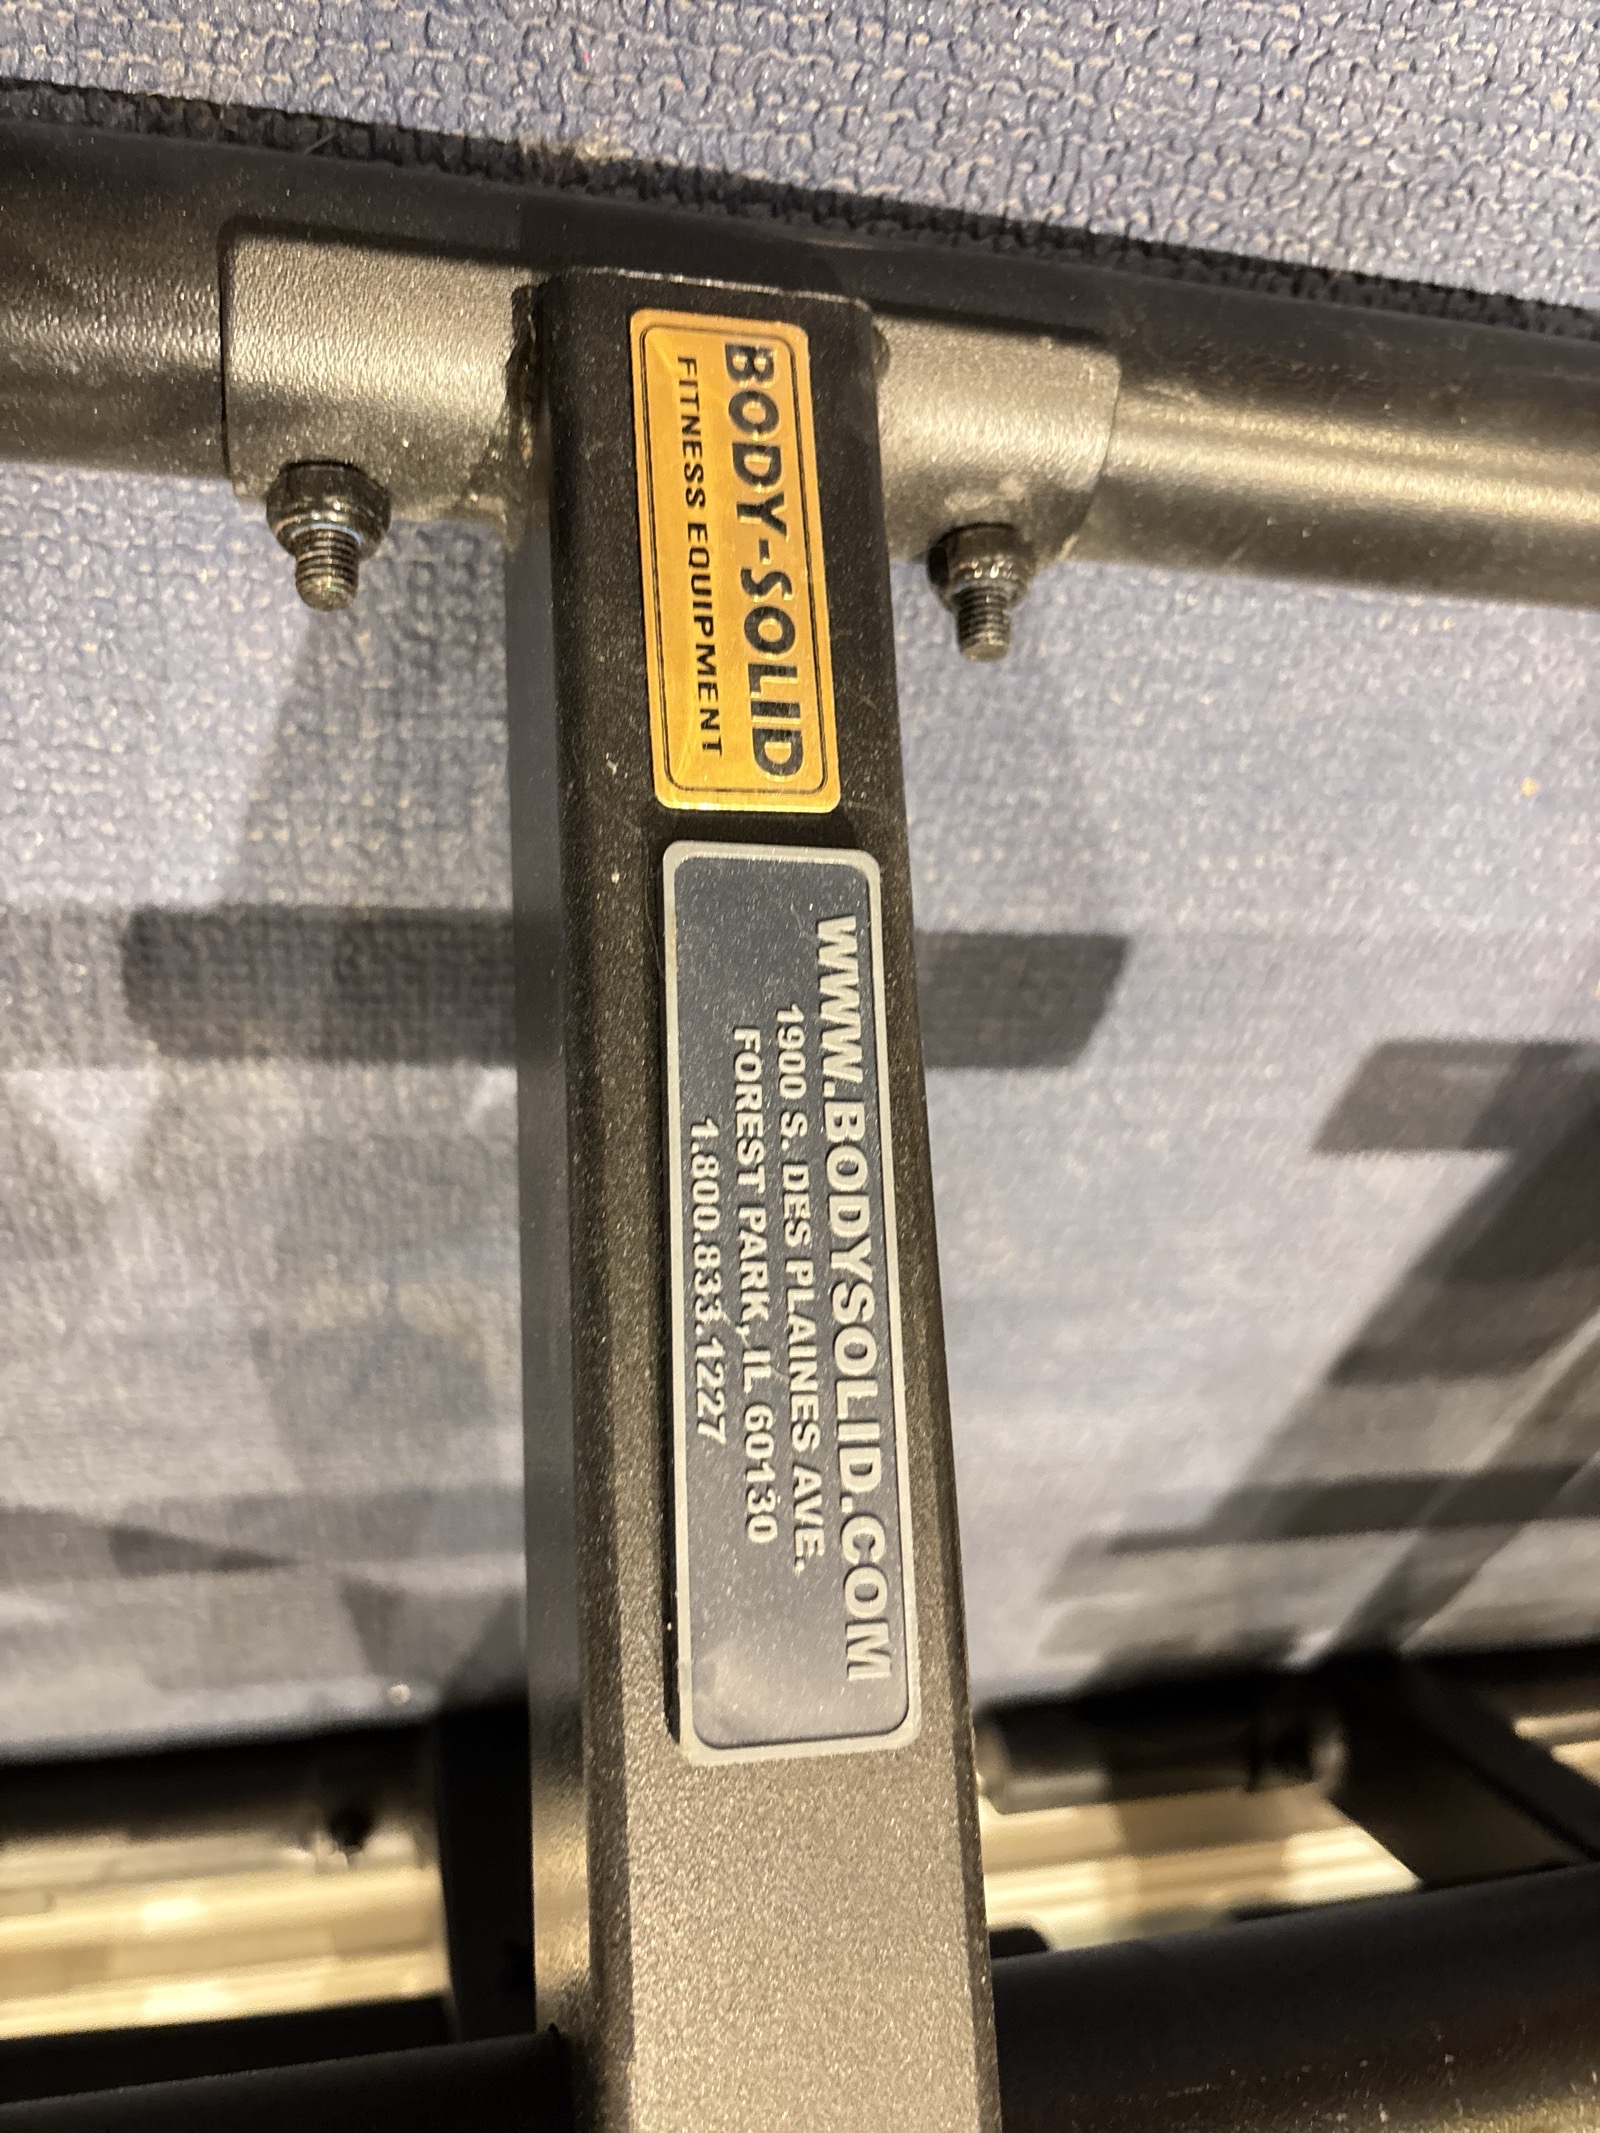 BODY-SOLID
FITNESS EQUIPMENT
WWW.BODYSOLID.COM
1900 S. DES PLAINES AVE.
FOREST PARK, IL 60130
1.800.833.1227